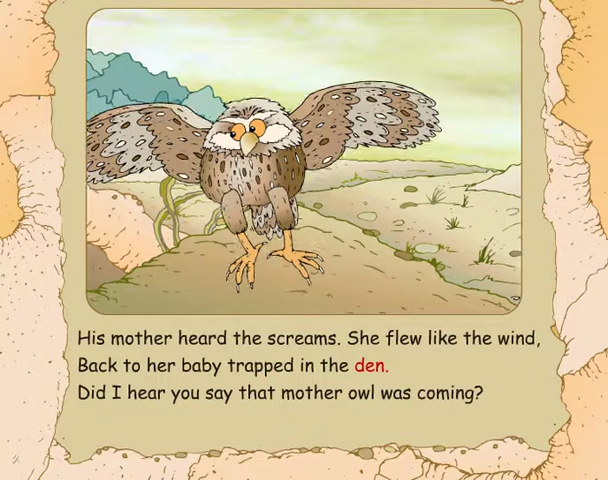 His mother heard the screams. She flew like the wind,
Back to her baby trapped in the den.
Did I hear you say that mother owl was coming?